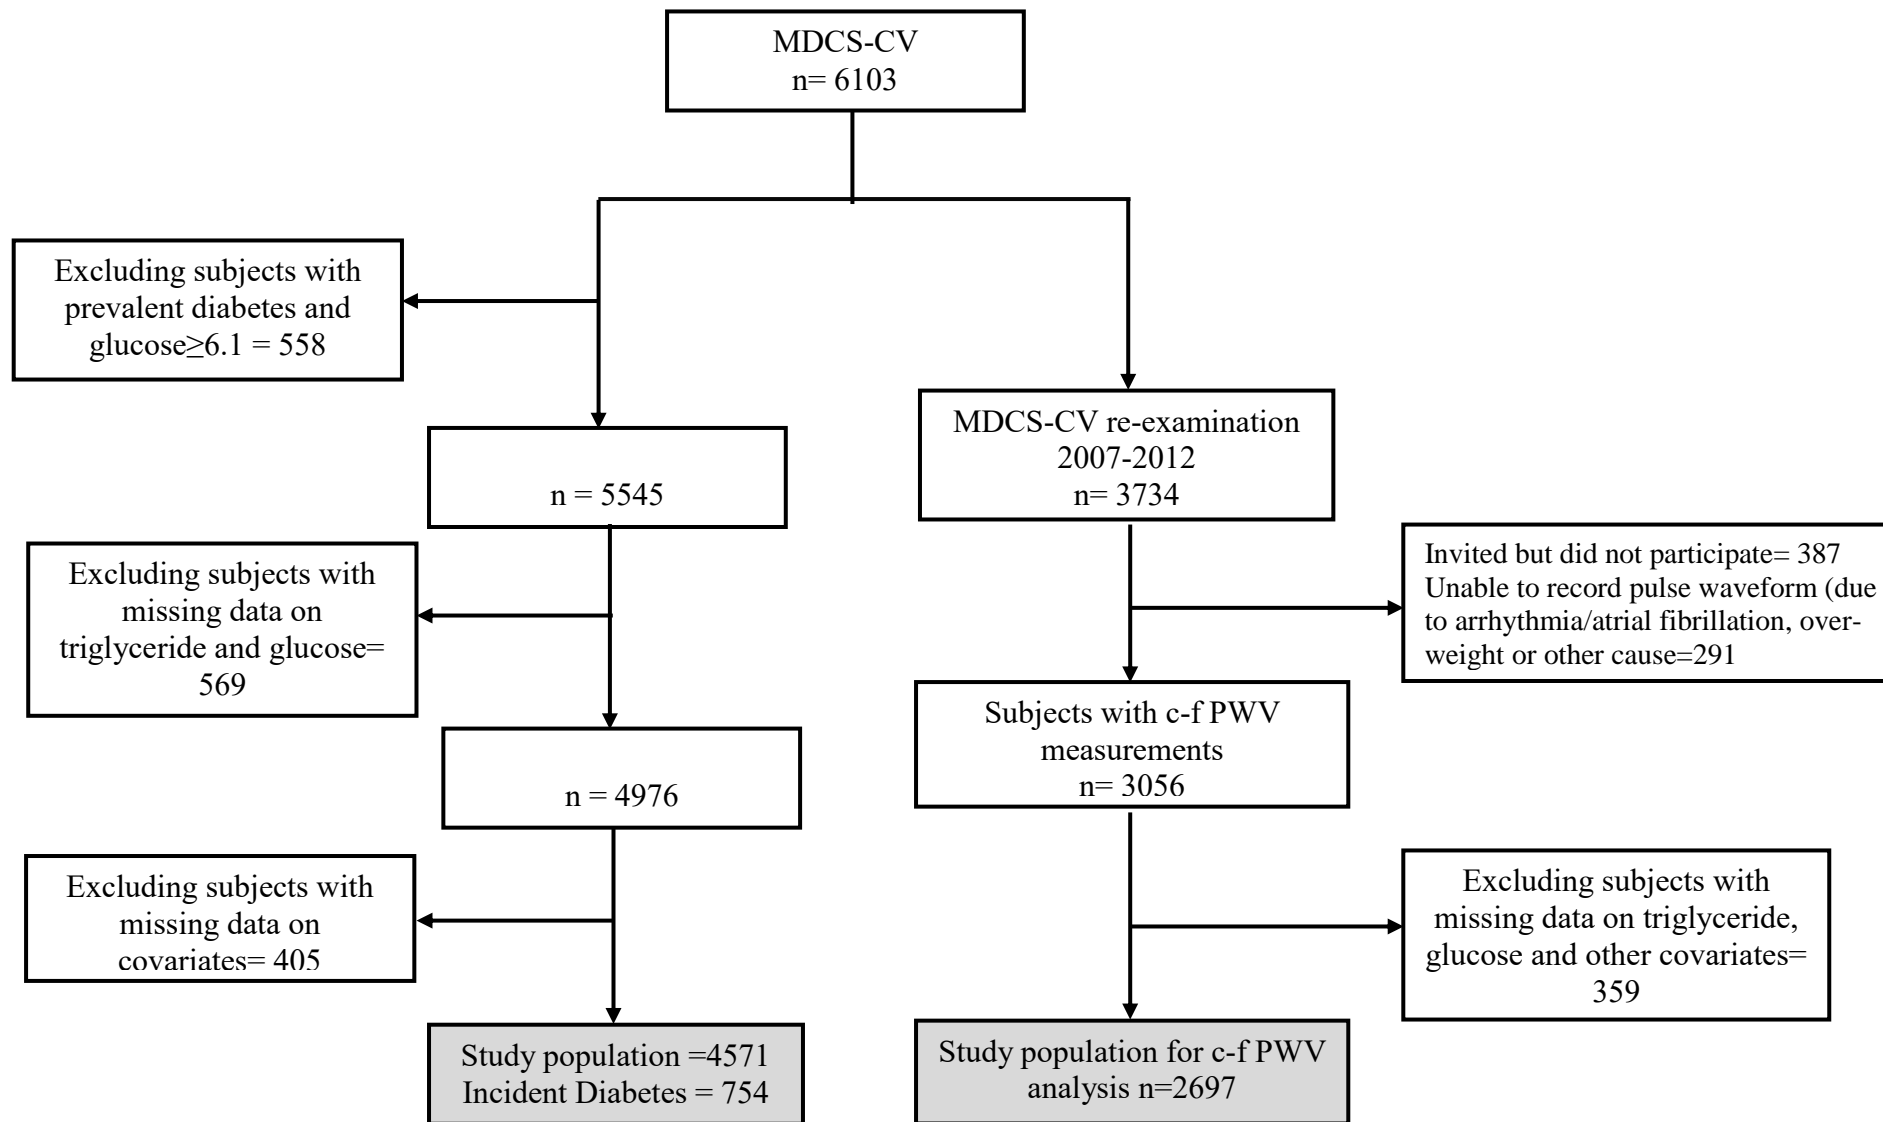 MDCS-CV
n= 6103
Excluding subjects with
prevalent diabetes and
glucose≥6.1 = 558
MDCS-CV re-examination
2007-2012
n= 3734
n = 5545
Invited but did not participate= 387
Unable to record pulse waveform (due
to arrhythmia/atrial fibrillation, over-
weight or other cause=291
Excluding subjects with
missing data on
triglyceride and glucose=
569
Subjects with c-f PWV
measurements
n= 3056
n = 4976
Excluding subjects with
missing data on
covariates= 405
Excluding subjects with
missing data on triglyceride,
glucose and other covariates=
359
Study population =4571
Incident Diabetes = 754
Study population for c-f PWV
analysis n=2697